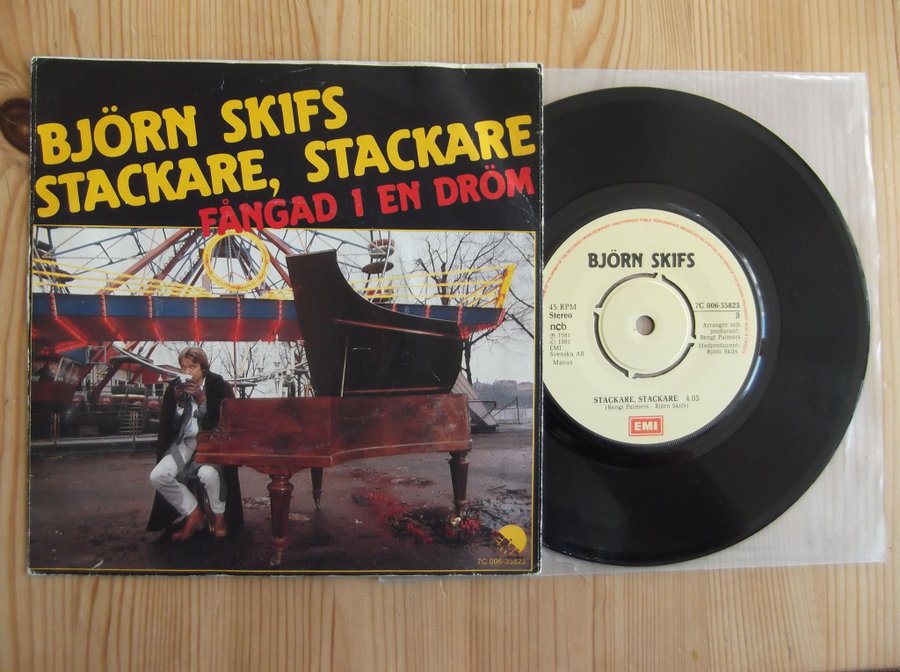 BJÖRN SKIFS
STACKARE, STACKARE
FÅNGAD I EN DRÖM
7C 006-35823
BJÖRN SKIFS
45 RPM
Stereo
ncb
℗ 1981
© 1981
EMI
Svenska AB
Manus
7C 006-35823
B
Arrangör och
producent:
Bengt Palmers
Medproducent:
Björn Skifs
STACKARE, STACKARE 4.05
(Bengt Palmers - Björn Skifs)
EMI